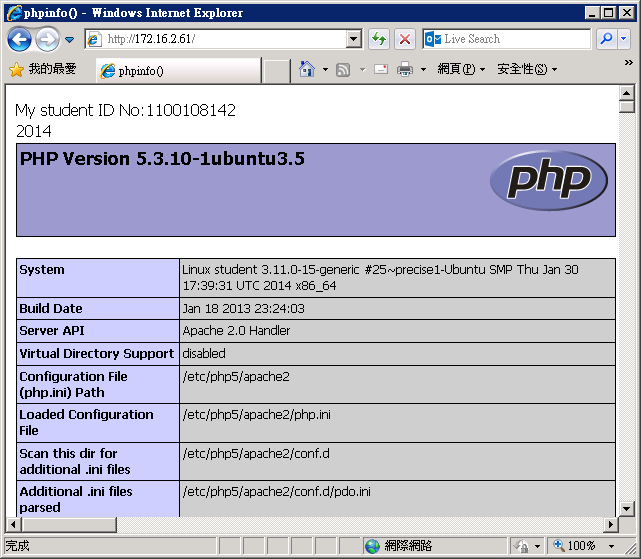 phpinfo() - Windows Internet Explorer
http://172.16.2.61/
Live Search
我的最愛
phpinfo()
網頁(P)
安全性(S)
»
My student ID No:1100108142
2014
PHP Version 5.3.10-1ubuntu3.5
php
System
Linux student 3.11.0-15-generic #25~precise1-Ubuntu SMP Thu Jan 30
17:39:31 UTC 2014 x86_64
Build Date
Jan 18 2013 23:24:03
Server API
Apache 2.0 Handler
Virtual Directory Support
disabled
Configuration File
(php.ini) Path
/etc/php5/apache2
Loaded Configuration
File
/etc/php5/apache2/php.ini
Scan this dir for
additional .ini files
/etc/php5/apache2/conf.d
Additional .ini files
parsed
/etc/php5/apache2/conf.d/pdo.ini
完成
網際網路
100%